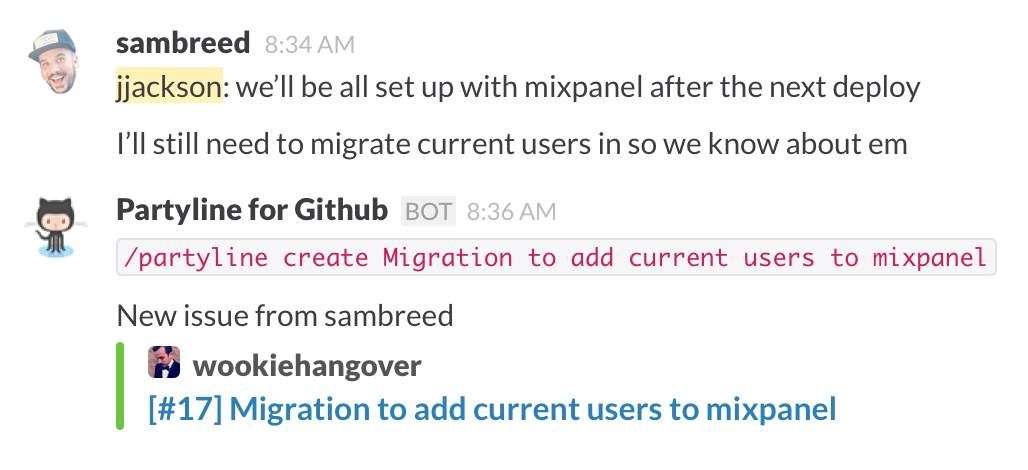 sambreed 8:34 AM
jjackson: we’ll be all set up with mixpanel after the next deploy
I’ll still need to migrate current users in so we know about em
Partyline for Github BOT 8:36 AM
/partyline create Migration to add current users to mixpanel
New issue from sambreed
wookiehangover
[#17] Migration to add current users to mixpanel